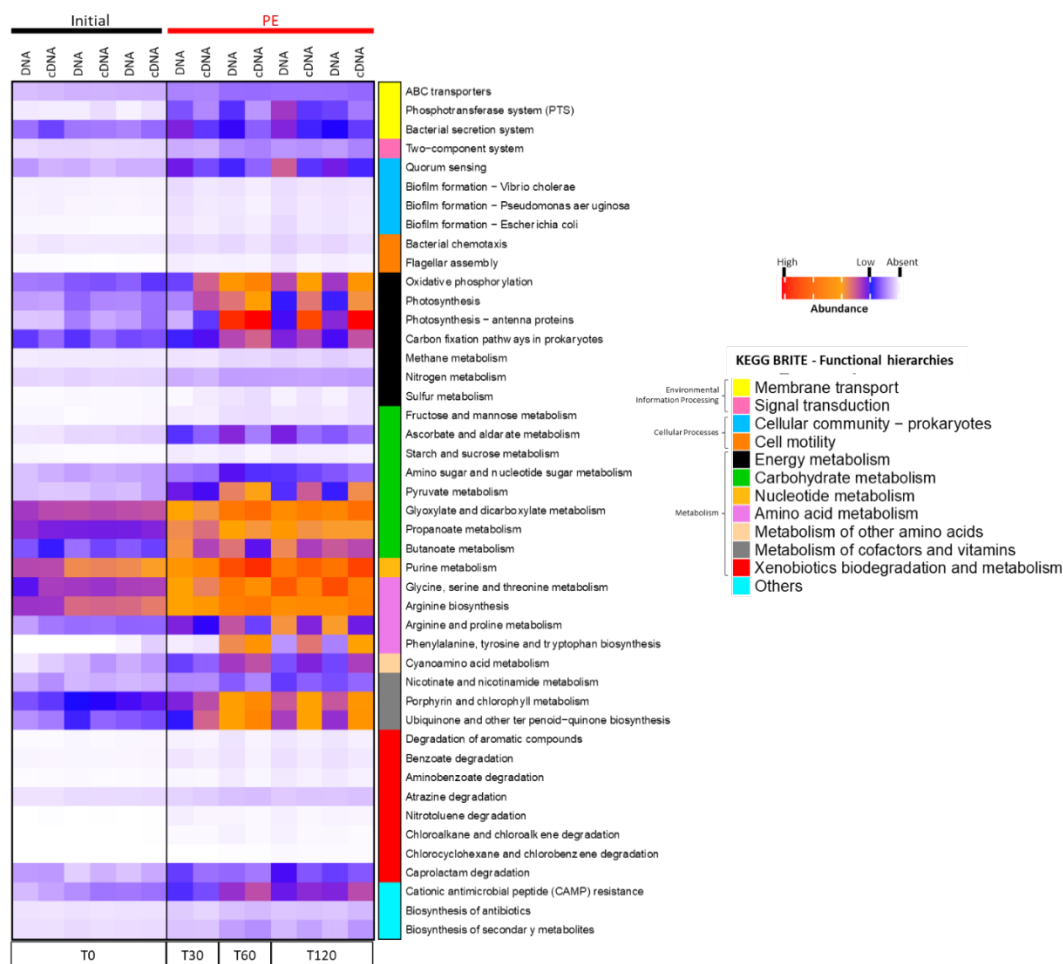 Initial PE
DNA cDNA DNA cDNA DNA cDNA DNA cDNA DNA cDNA DNA cDNA DNA cDNA
ABC transporters
Phosphotransferase system (PTS)
Bacterial secretion system
Two-component system
Quorum sensing
Biofilm formation − Vibrio cholerae
Biofilm formation − Pseudomonas aer uginosa
Biofilm formation − Escherichia coli
Bacterial chemotaxis
Flagellar assembly
Oxidative phosphorylation
Photosynthesis
Photosynthesis − antenna proteins
Carbon fixation pathways in prokaryotes
Methane metabolism
Nitrogen metabolism
Sulfur metabolism
Fructose and mannose metabolism
Ascorbate and aldarate metabolism
Starch and sucrose metabolism
Amino sugar and nucleotide sugar metabolism
Pyruvate metabolism
Glyoxylate and dicarboxylate metabolism
Propanoate metabolism
Butanoate metabolism
Purine metabolism
Glycine, serine and threonine metabolism
Arginine biosynthesis
Arginine and proline metabolism
Phenylalanine, tyrosine and tryptophan biosynthesis
Cyanoamino acid metabolism
Nicotinate and nicotinamide metabolism
Porphyrin and chlorophyll metabolism
Ubiquinone and other ter penoid−quinone biosynthesis
Degradation of aromatic compounds
Benzoate degradation
Aminobenzoate degradation
Atrazine degradation
Nitrotoluene degradation
Chloroalkane and chloroalk ene degradation
Chlorocyclohexane and chlorobenzene degradation
Caprolactam degradation
Cationic antimicrobial peptide (CAMP) resistance
Biosynthesis of antibiotics
Biosynthesis of secondar y metabolites
T0 T30 T60 T120
High Low Absent
Abundance
KEGG BRITE - Functional hierarchies
Environmental
Information Processing
Membrane transport
Signal transduction
Cellular Processes
Cellular community − prokaryotes
Cell motility
Metabolism
Energy metabolism
Carbohydrate metabolism
Nucleotide metabolism
Amino acid metabolism
Metabolism of other amino acids
Metabolism of cofactors and vitamins
Xenobiotics biodegradation and metabolism
Others